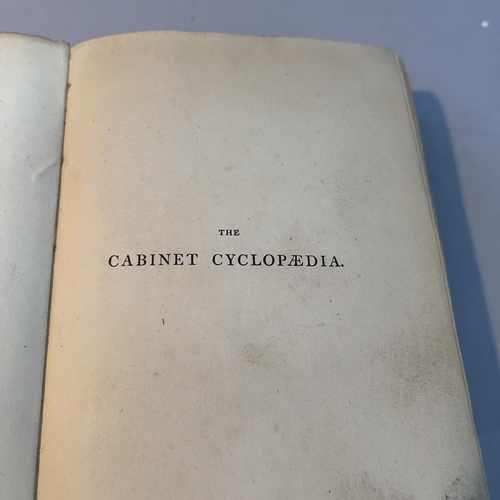 THE
CABINET CYCLOPÆDIA.